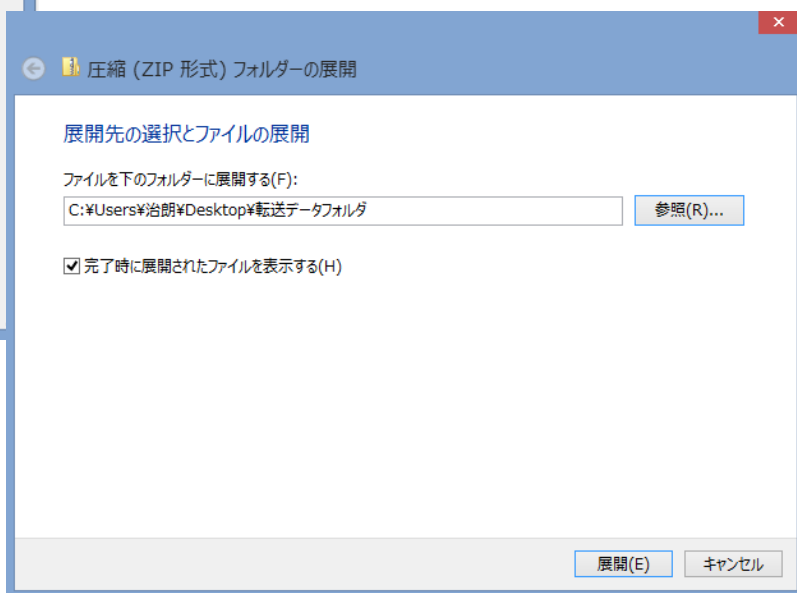 圧縮 (ZIP 形式) フォルダーの展開
展開先の選択とファイルの展開
ファイルを下のフォルダーに展開する(F):
C:¥Users¥治朗¥Desktop¥転送データフォルダ
参照(R)...
完了時に展開されたファイルを表示する(H)
展開(E)
キャンセル